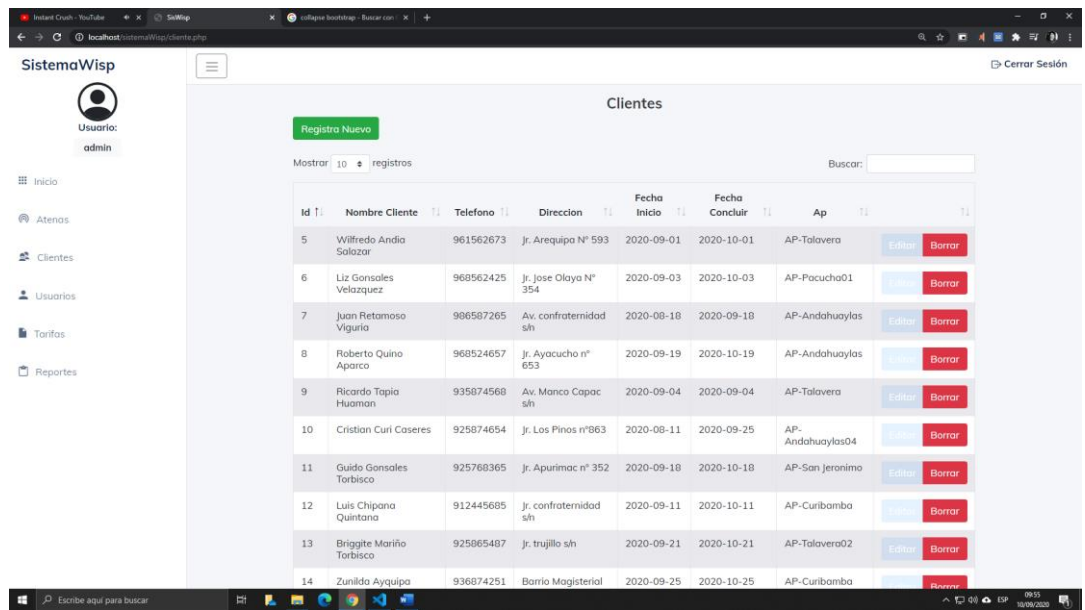 Instant Crush - YouTube
SisWisp
collapse bootstrap - Buscar con
localhost/sistemaWisp/cliente.php
SistemaWisp
Cerrar Sesión
Usuario:
admin
Inicio
Atenas
Clientes
Usuarios
Tarifas
Reportes
Clientes
Registra Nuevo
Mostrar 10 registros
Buscar:
Id Nombre Cliente Telefono Direccion Fecha Inicio Fecha Concluir Ap
5 Wilfredo Andia Salazar 961562673 Jr. Arequipa N° 593 2020-09-01 2020-10-01 AP-Talavera Editar Borrar
6 Liz Gonsales Velazquez 968562425 Jr. Jose Olaya N° 354 2020-09-03 2020-10-03 AP-Pacucha01 Editar Borrar
7 Juan Retamoso Viguria 986587265 Av. confraternidad s/n 2020-08-18 2020-09-18 AP-Andahuaylas Editar Borrar
8 Roberto Quino Aparco 968524657 Jr. Ayacucho n° 653 2020-09-19 2020-10-19 AP-Andahuaylas Editar Borrar
9 Ricardo Tapia Huaman 935874568 Av. Manco Capac s/n 2020-09-04 2020-09-04 AP-Talavera Editar Borrar
10 Cristian Curi Caseres 925874654 Jr. Los Pinos n°863 2020-08-11 2020-09-25 AP-Andahuaylas04 Editar Borrar
11 Guido Gonsales Torbisco 925768365 Jr. Apurimac n° 352 2020-09-18 2020-10-18 AP-San Jeronimo Editar Borrar
12 Luis Chipana Quintana 912445685 Jr. confraternidad s/n 2020-09-11 2020-10-11 AP-Curibamba Editar Borrar
13 Briggite Mariño Torbisco 925865487 Jr. trujillo s/n 2020-09-21 2020-10-21 AP-Talavera02 Editar Borrar
14 Zunilda Ayquipa 936874251 Barrio Magisterial 2020-09-25 2020-10-25 AP-Curibamba Borrar
Escribe aquí para buscar
ESP
09:55
10/09/2020